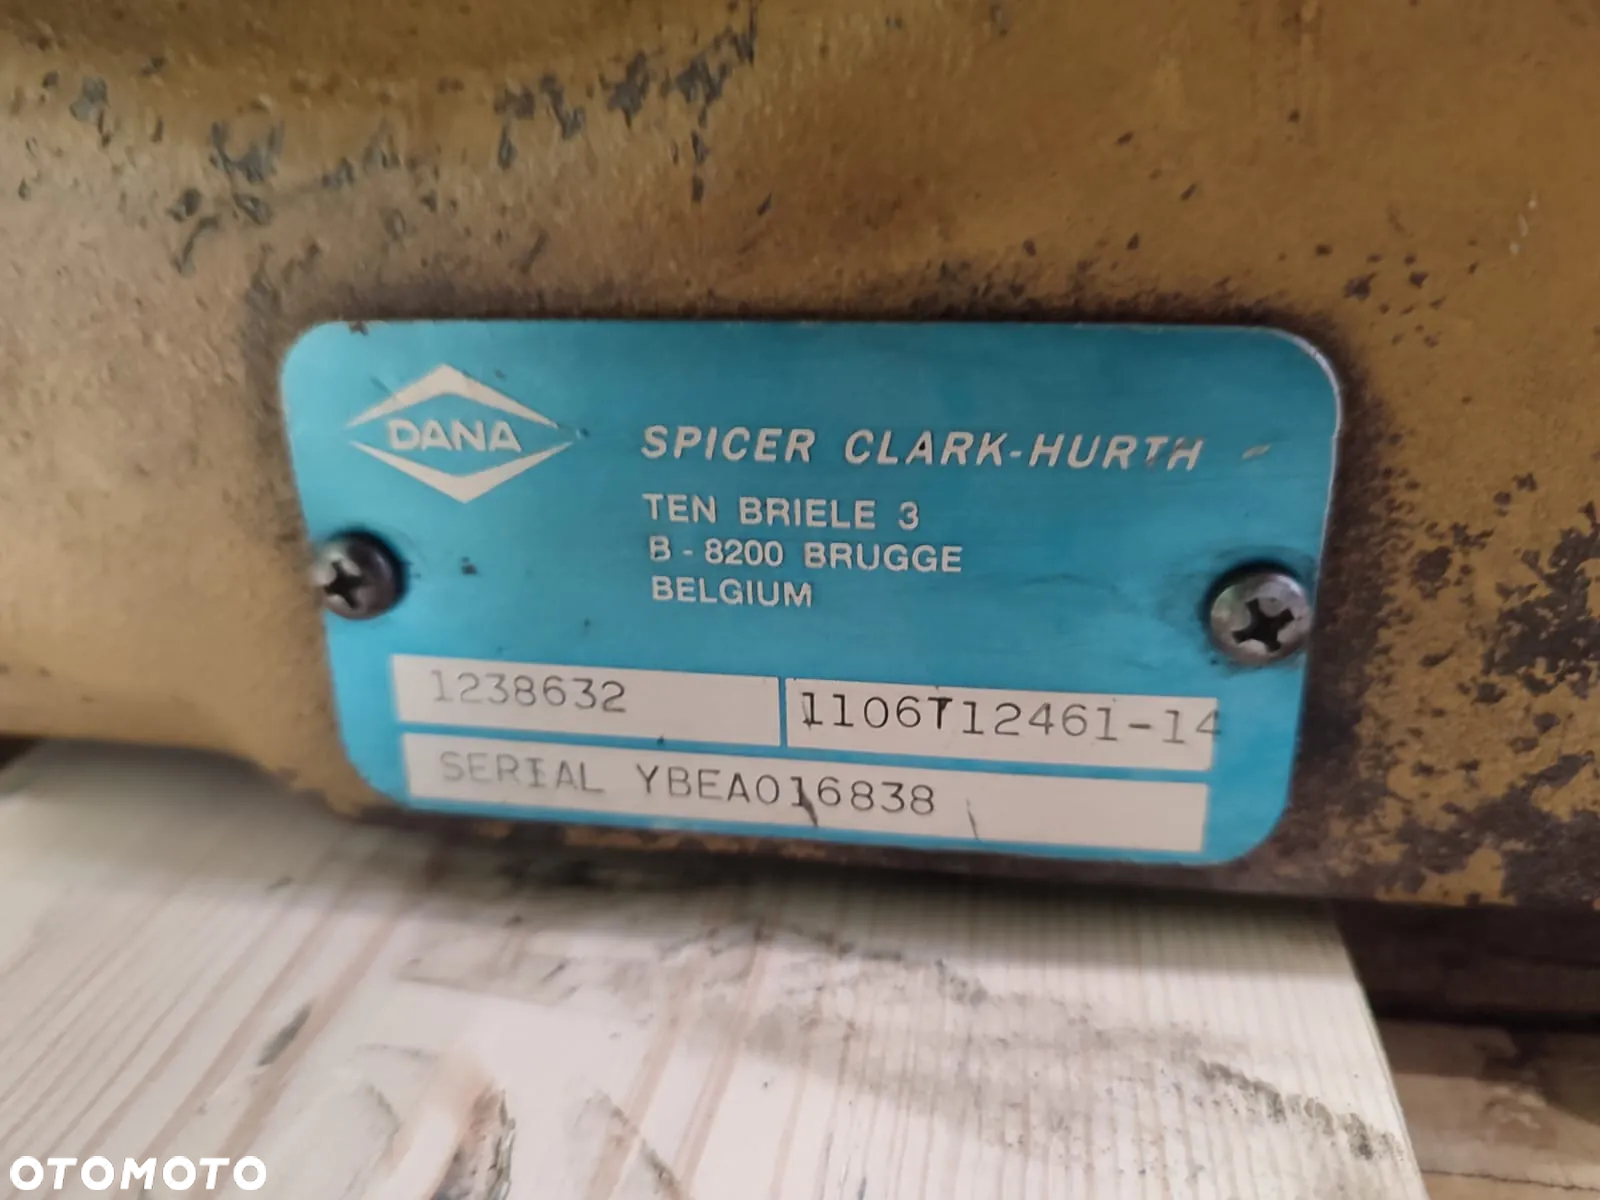 DANA
SPICER CLARK-HURTH
TEN BRIELE 3
B - 8200 BRUGGE
BELGIUM
1238632
1106T12461-14
SERIAL YBEA016838
OTOMOTO